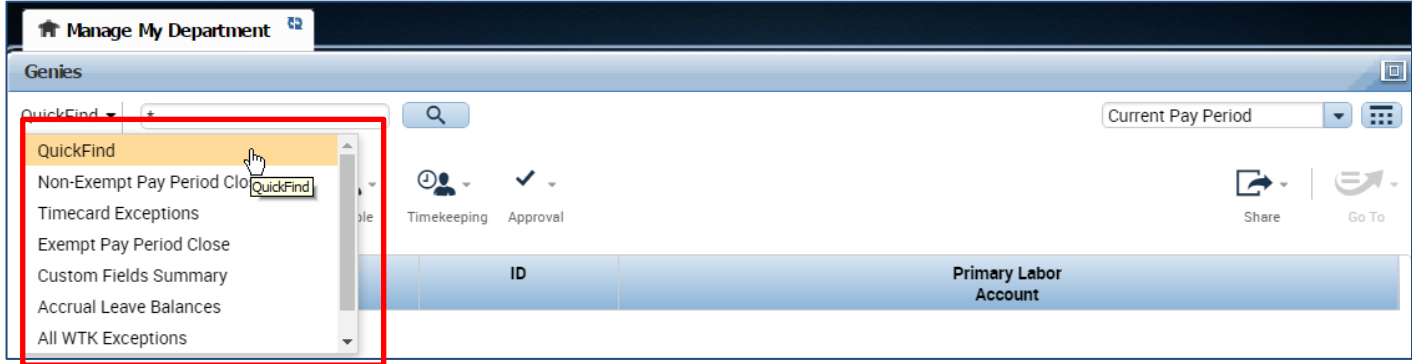 Manage My Department
Genies
QuickFind *
Current Pay Period
QuickFind
Non-Exempt Pay Period Clo
QuickFind
Timecard Exceptions
Exempt Pay Period Close
Custom Fields Summary
Accrual Leave Balances
All WTK Exceptions
ple Timekeeping Approval Share Go To
ID Primary Labor
Account